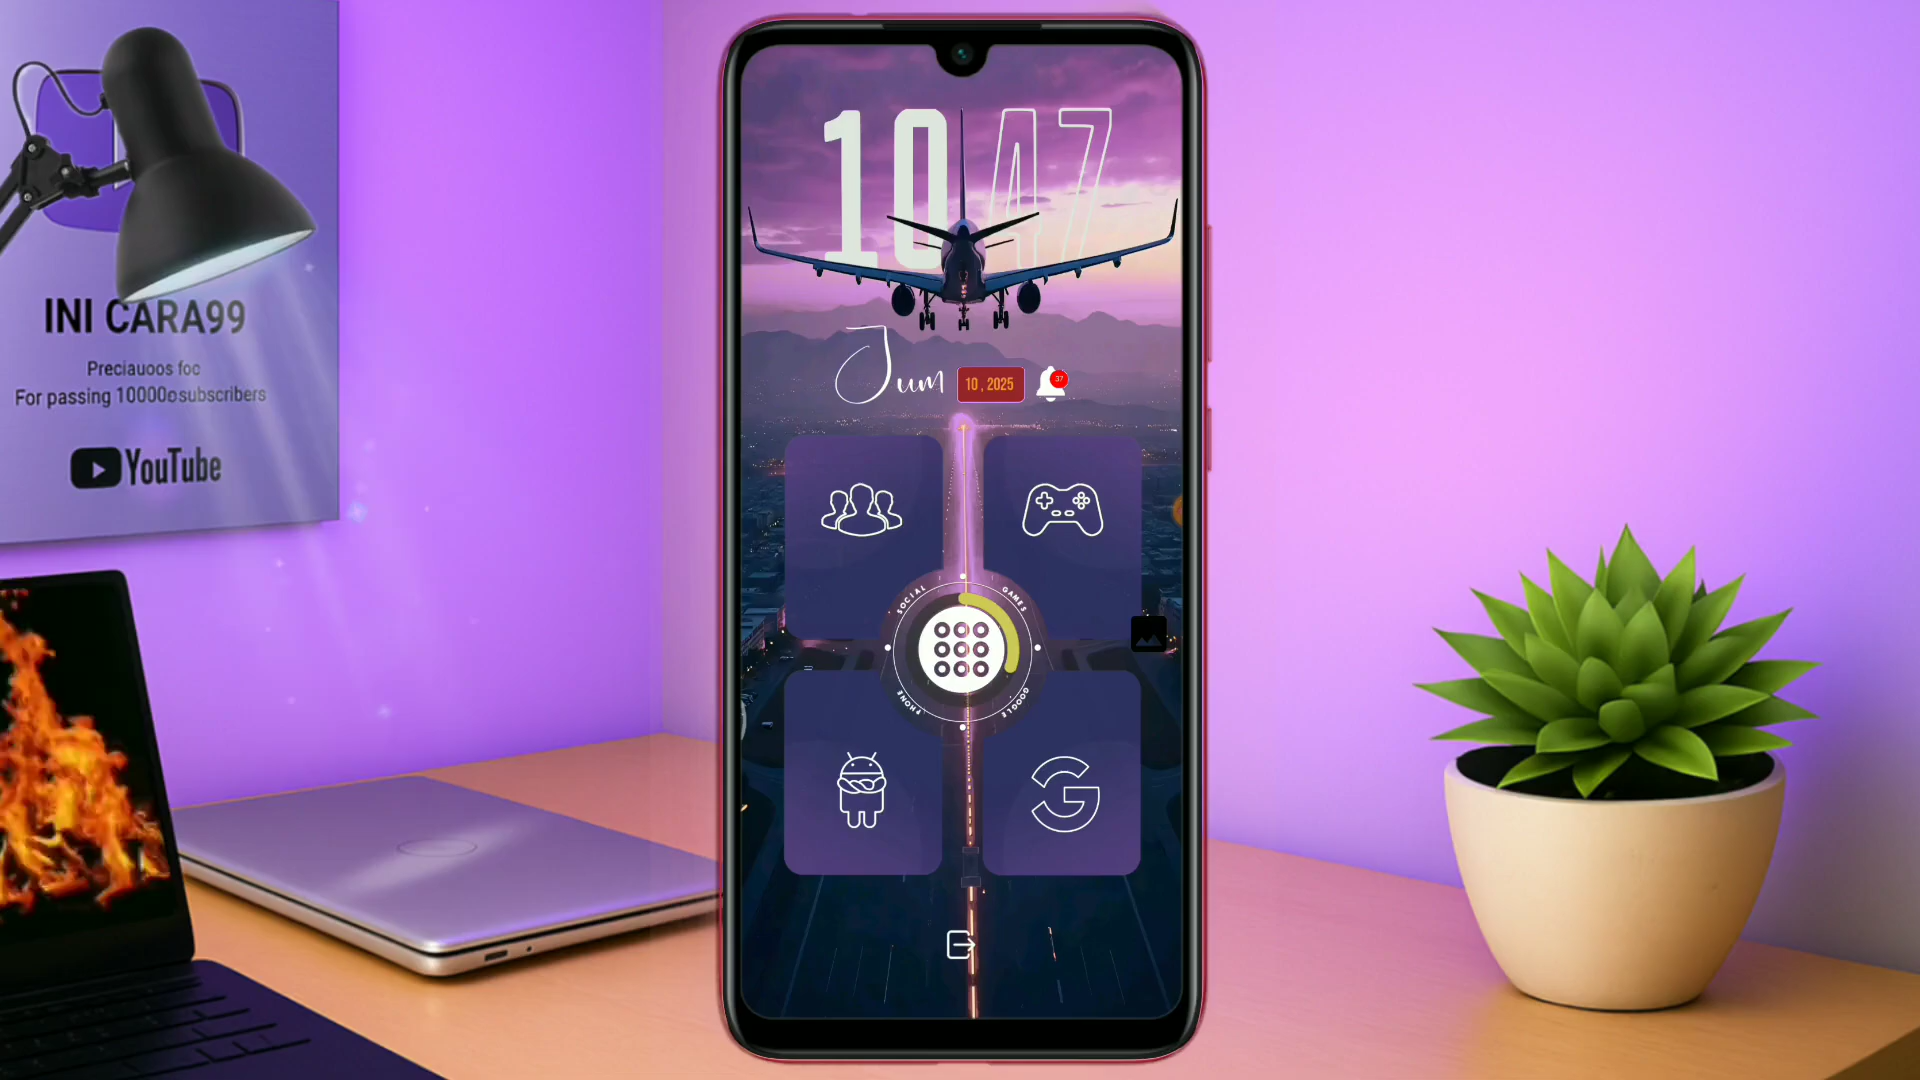 INI CARA99
Preciauoos foc
For passing 10000osubscribers
YouTube
10 47
Jum
10 , 2025
37
SOCIAL
GAMES
PHONE
GOOGLE